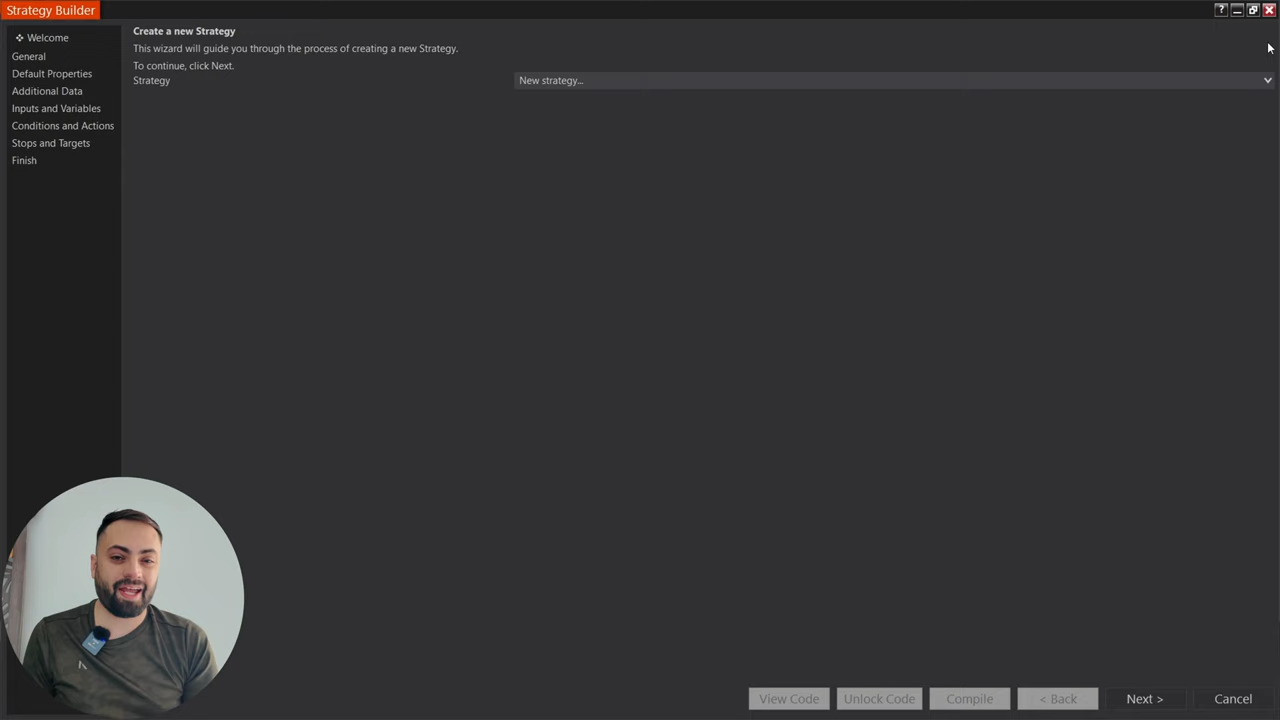 Strategy Builder
?
❖ Welcome
General
Default Properties
Additional Data
Inputs and Variables
Conditions and Actions
Stops and Targets
Finish
Create a new Strategy
This wizard will guide you through the process of creating a new Strategy.
To continue, click Next.
Strategy
New strategy...
View Code
Unlock Code
Compile
< Back
Next >
Cancel